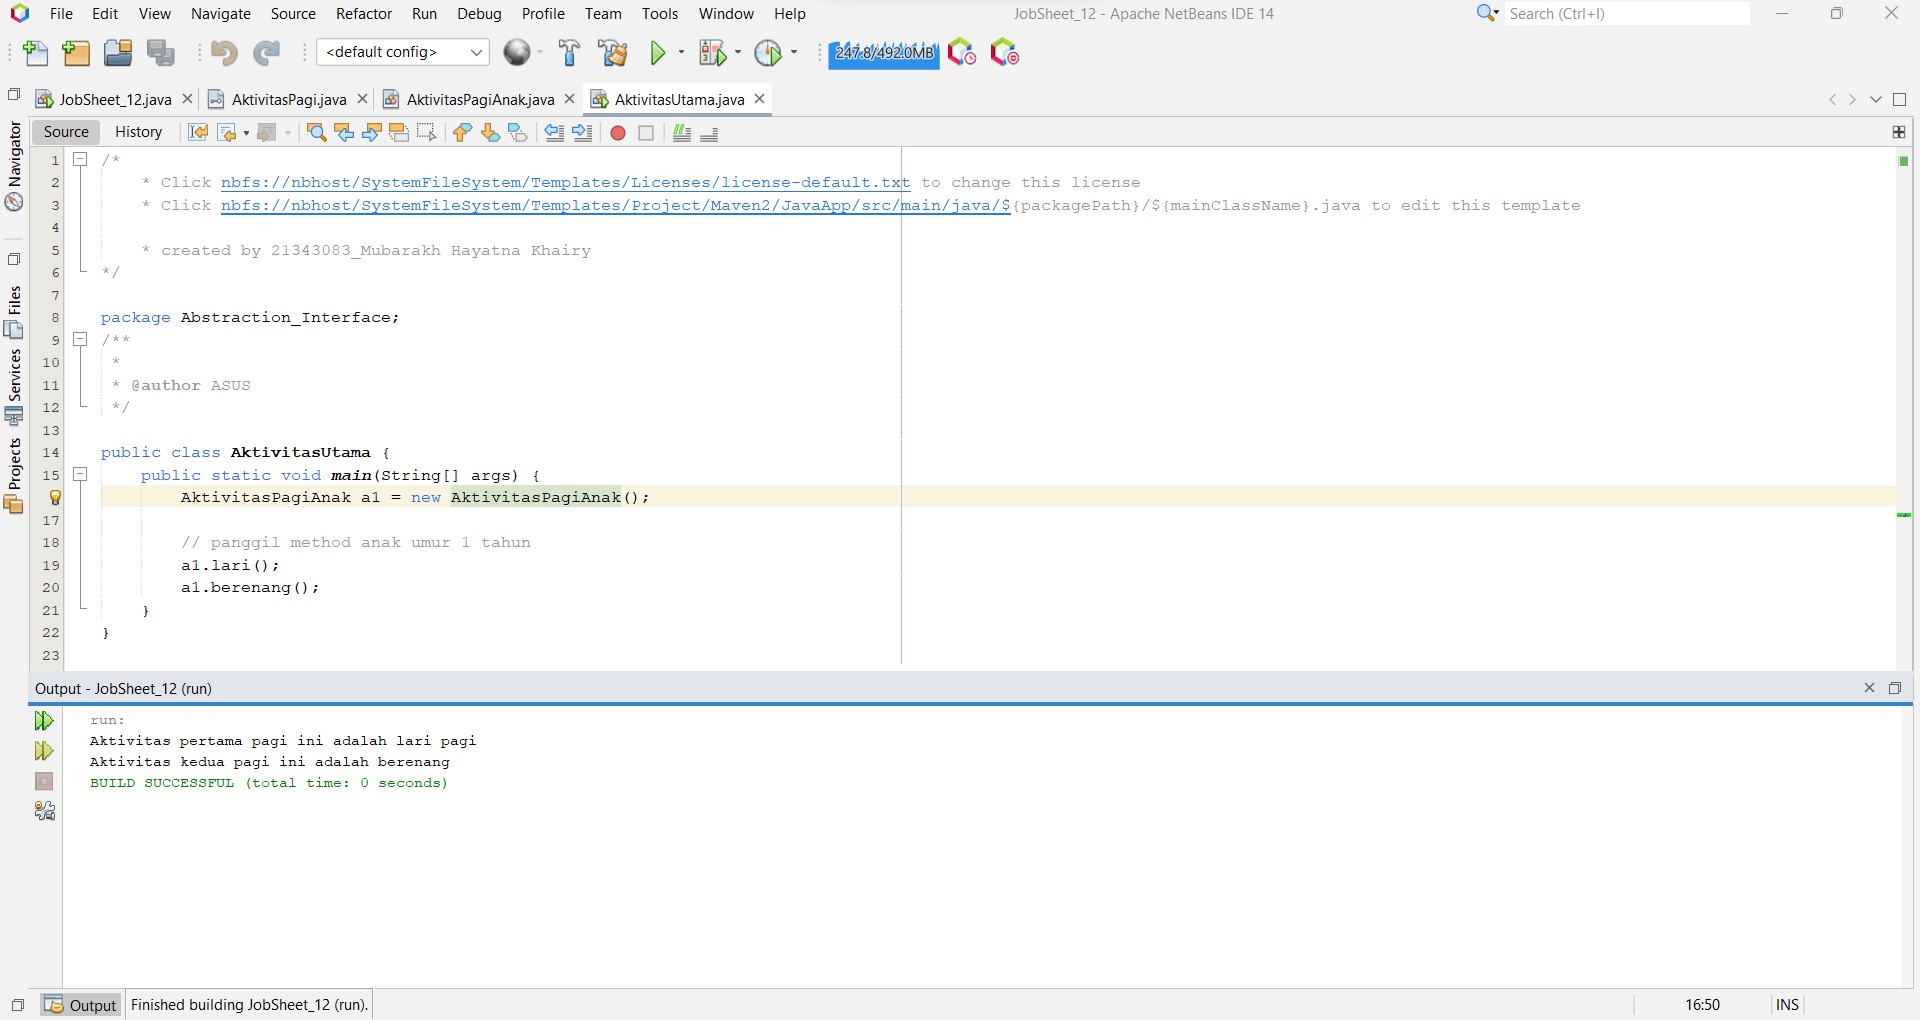 File Edit View Navigate Source Refactor Run Debug Profile Team Tools Window Help JobSheet_12 - Apache NetBeans IDE 14 Search (Ctrl+I)
<default config> 247.8/492.0MB
JobSheet_12.java AktivitasPagi.java AktivitasPagiAnak.java AktivitasUtama.java
Source History
Navigator
Files
Services
Projects
1 /*
2 * Click nbfs://nbhost/SystemFileSystem/Templates/Licenses/license-default.txt to change this license
3 * Click nbfs://nbhost/SystemFileSystem/Templates/Project/Maven2/JavaApp/src/main/java/${packagePath}/${mainClassName}.java to edit this template
4
5 * created by 21343083_Mubarakh Hayatna Khairy
6 */
7
8 package Abstraction_Interface;
9 /**
10 *
11 * @author ASUS
12 */
13
14 public class AktivitasUtama {
15 public static void main(String[] args) {
AktivitasPagiAnak a1 = new AktivitasPagiAnak();
17
18 // panggil method anak umur 1 tahun
19 a1.lari();
20 a1.berenang();
21 }
22 }
23
Output - JobSheet_12 (run)
run:
Aktivitas pertama pagi ini adalah lari pagi
Aktivitas kedua pagi ini adalah berenang
BUILD SUCCESSFUL (total time: 0 seconds)
Output Finished building JobSheet_12 (run). 16:50 INS